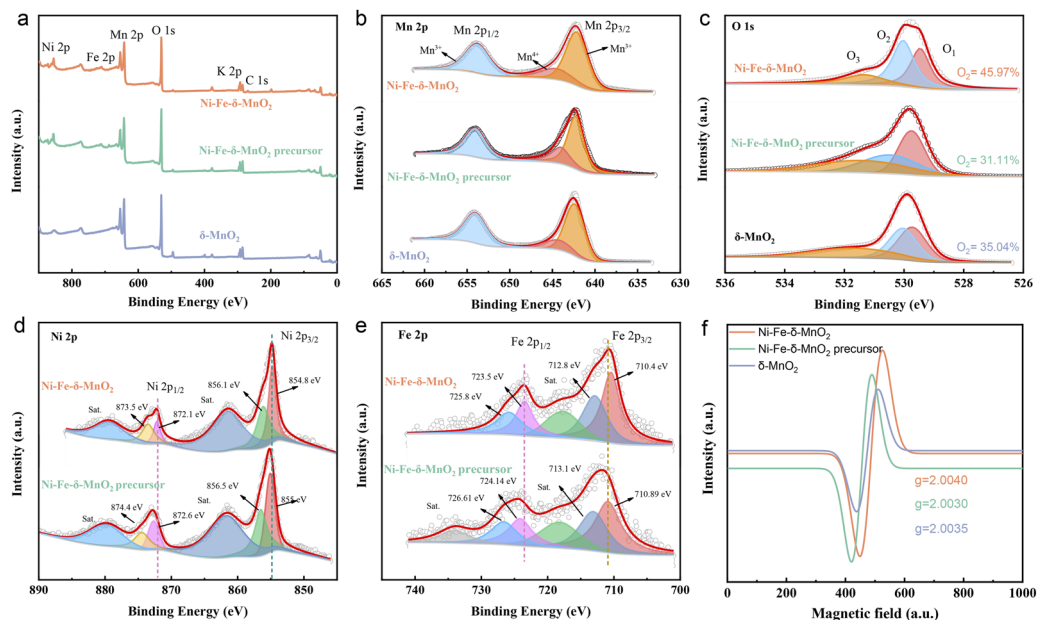 a
Ni 2p
Fe 2p
Mn 2p
O 1s
K 2p
C 1s
Ni-Fe-δ-MnO₂
Ni-Fe-δ-MnO₂ precursor
δ-MnO₂
Intensity (a.u.)
800 600 400 200 0
Binding Energy (eV)
b
Mn 2p
Mn 2p1/2
Mn 2p3/2
Mn³⁺
Mn⁴⁺
Mn³⁺
Ni-Fe-δ-MnO₂
Ni-Fe-δ-MnO₂ precursor
δ-MnO₂
Intensity (a.u.)
665 660 655 650 645 640 635 630
Binding Energy (eV)
c
O 1s
O₂
O₁
O₃
Ni-Fe-δ-MnO₂
O₂= 45.97%
Ni-Fe-δ-MnO₂ precursor
O₂= 31.11%
δ-MnO₂
O₂= 35.04%
Intensity (a.u.)
536 534 532 530 528 526
Binding Energy (eV)
d
Ni 2p
Ni 2p3/2
Ni-Fe-δ-MnO₂
Ni 2p1/2
856.1 eV
854.8 eV
Sat.
873.5 eV
872.1 eV
Sat.
Ni-Fe-δ-MnO₂ precursor
856.5 eV
855 eV
Sat.
874.4 eV
872.6 eV
Sat.
Intensity (a.u.)
890 880 870 860 850
Binding Energy (eV)
e
Fe 2p
Fe 2p1/2
Fe 2p3/2
Ni-Fe-δ-MnO₂
723.5 eV
725.8 eV
712.8 eV
710.4 eV
Sat.
Ni-Fe-δ-MnO₂ precursor
724.14 eV
726.61 eV
Sat.
713.1 eV
710.89 eV
Sat.
Intensity (a.u.)
740 730 720 710 700
Binding Energy (eV)
f
Ni-Fe-δ-MnO₂
Ni-Fe-δ-MnO₂ precursor
δ-MnO₂
g=2.0040
g=2.0030
g=2.0035
Intensity (a.u.)
0 200 400 600 800 1000
Magnetic field (a.u.)